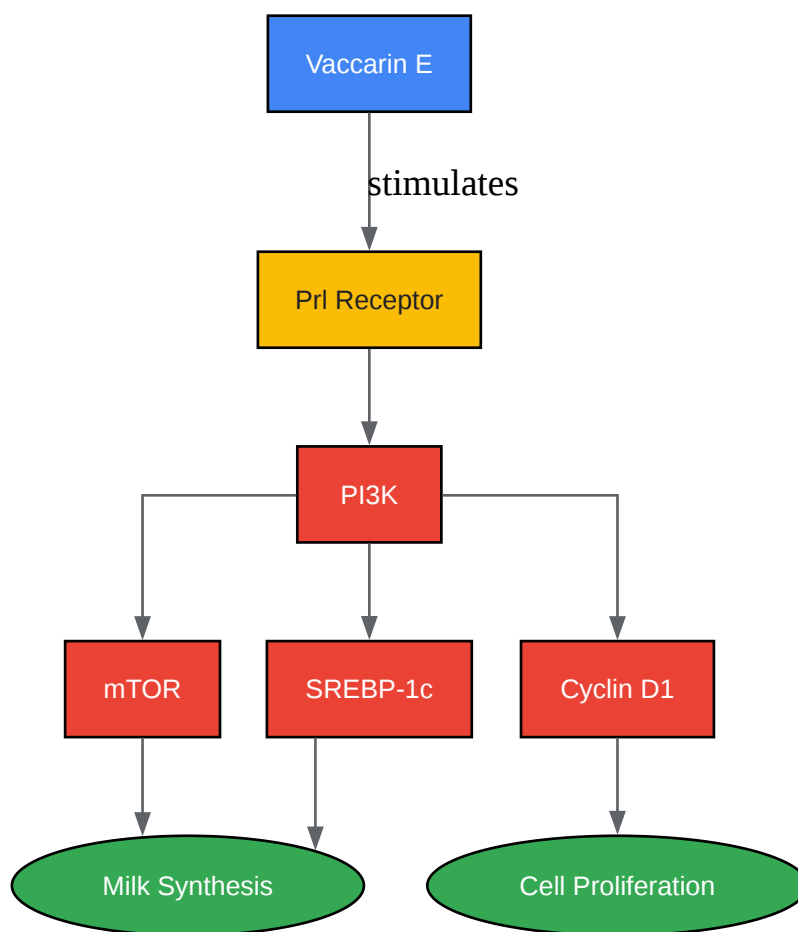 Vaccarin E
stimulates
Prl Receptor
PI3K
mTOR
SREBP-1c
Cyclin D1
Milk Synthesis
Cell Proliferation